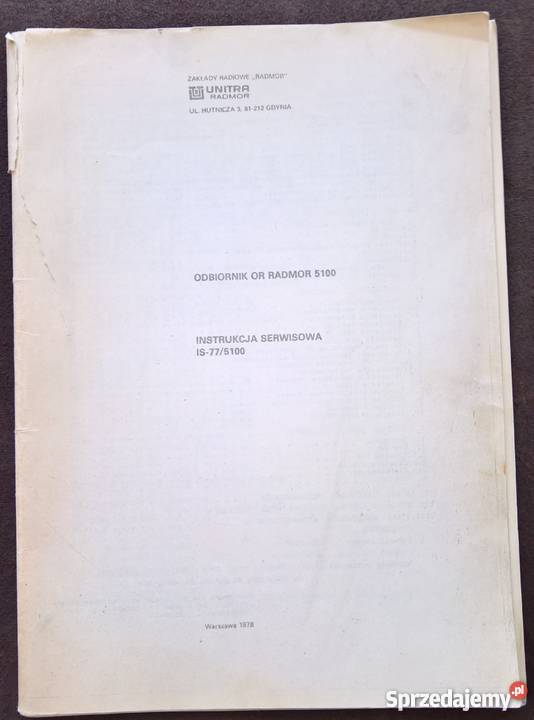 ZAKŁADY RADIOWE „RADMOR"
UNITRA
RADMOR
UL. HUTNICZA 3, 81-212 GDYNIA
ODBIORNIK OR RADMOR 5100
INSTRUKCJA SERWISOWA
IS-77/5100
Warszawa 1978
Sprzedajemy.pl